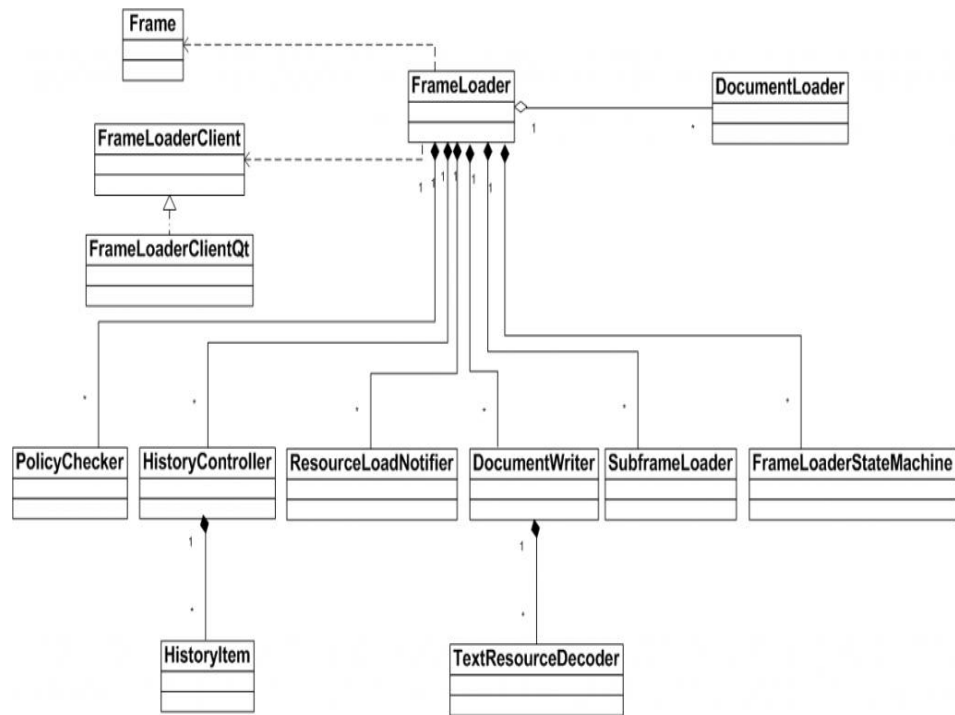 Frame
FrameLoader
DocumentLoader
1
*
FrameLoaderClient
1
1
1
1
1
1
FrameLoaderClientQt
*
*
*
*
*
*
PolicyChecker
HistoryController
ResourceLoadNotifier
DocumentWriter
SubframeLoader
FrameLoaderStateMachine
1
1
*
*
HistoryItem
TextResourceDecoder